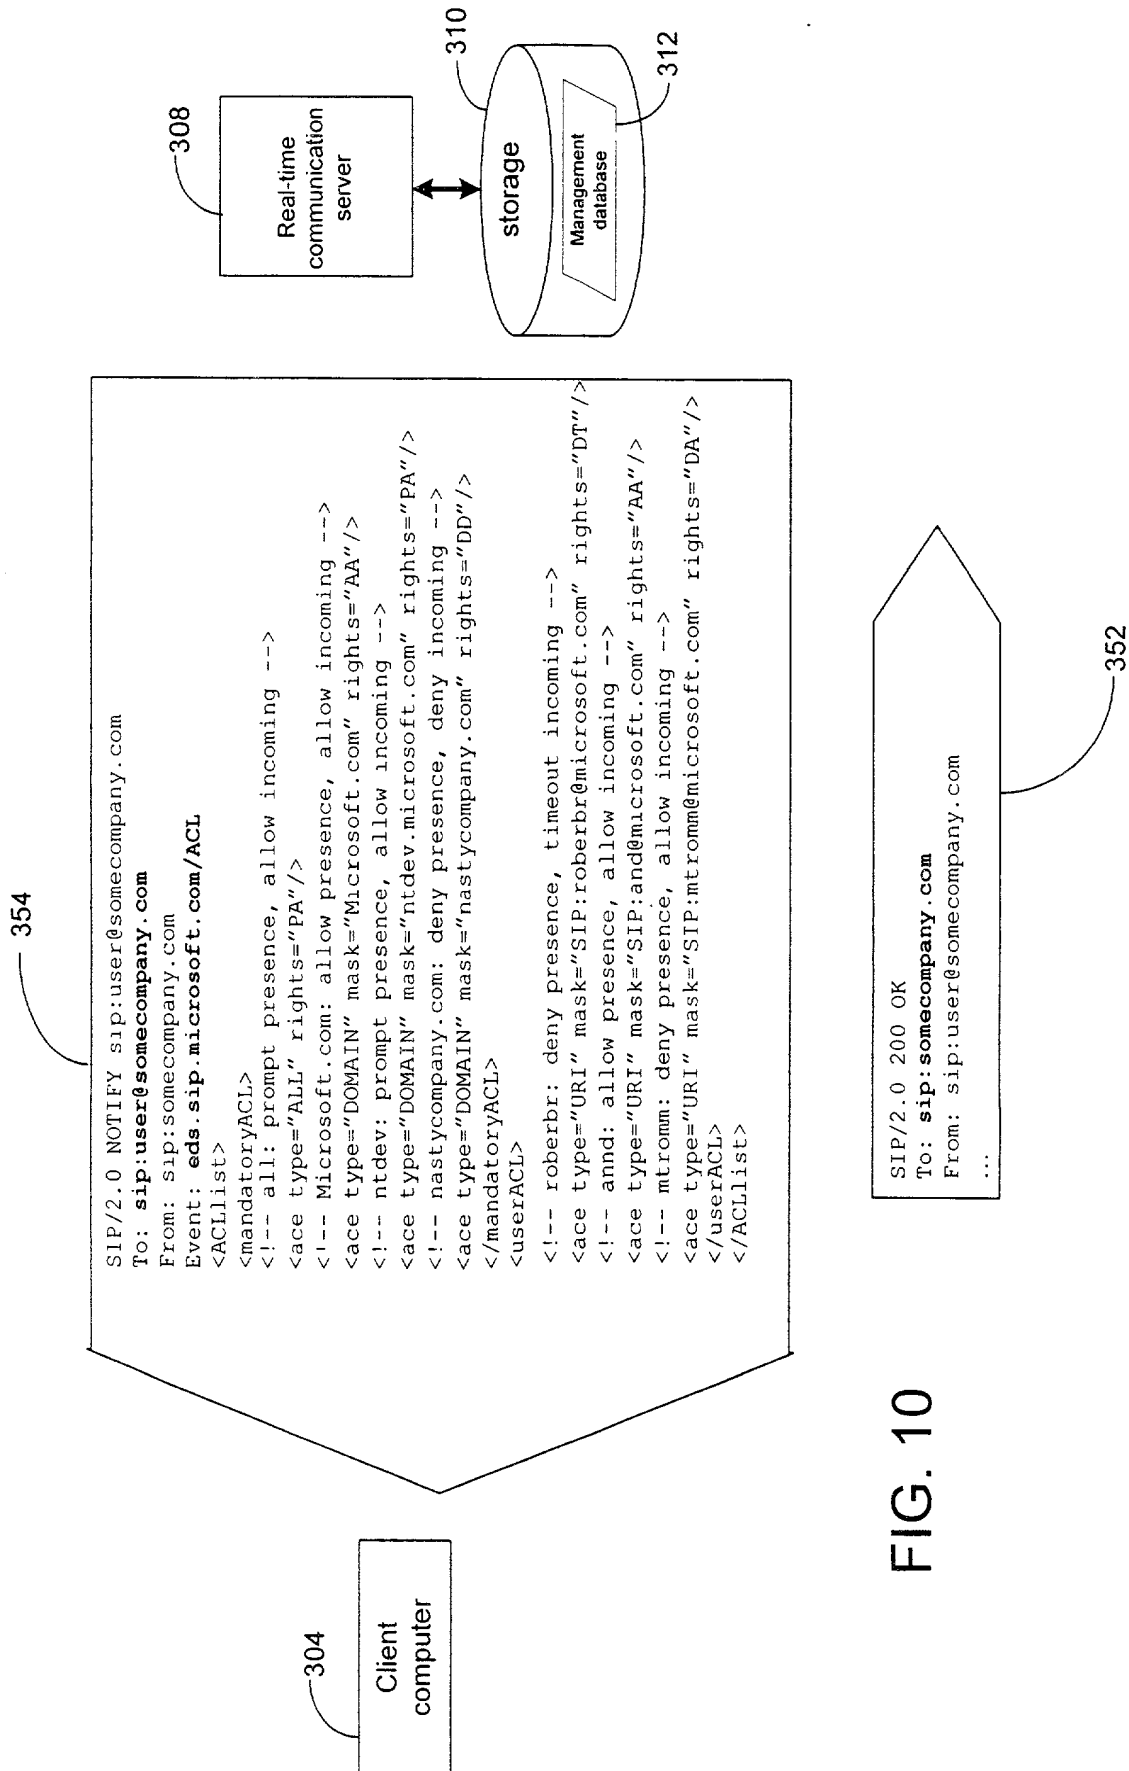 354
SIP/2.0 NOTIFY sip:user@somecompany.com
To: sip:user@somecompany.com
From: sip:somecompany.com
Event: eds.sip.microsoft.com/ACL
<ACLlist>
<mandatoryACL>
<!-- all: prompt presence, allow incoming -->
<ace type="ALL" rights="PA"/>
<!-- Microsoft.com: allow presence, allow incoming -->
<ace type="DOMAIN" mask="Microsoft.com" rights="AA"/>
<!-- ntdev: prompt presence, allow incoming -->
<ace type="DOMAIN" mask="ntdev.microsoft.com" rights="PA"/>
<!-- nastycompany.com: deny presence, deny incoming -->
<ace type="DOMAIN" mask="nastycompany.com" rights="DD"/>
</mandatoryACL>
<userACL>
<!-- roberbr: deny presence, timeout incoming -->
<ace type="URI" mask="SIP:roberbr@microsoft.com" rights="DT"/>
<!-- annd: allow presence, allow incoming -->
<ace type="URI" mask="SIP:and@microsoft.com" rights="AA"/>
<!-- mtromm: deny presence, allow incoming -->
<ace type="URI" mask="SIP:mtromm@microsoft.com" rights="DA"/>
</userACL>
</ACLlist>
304
Client
computer
308
Real-time
communication
server
310
storage
Management
database
312
SIP/2.0 200 OK
To: sip:somecompany.com
From: sip:user@somecompany.com
...
352
FIG. 10